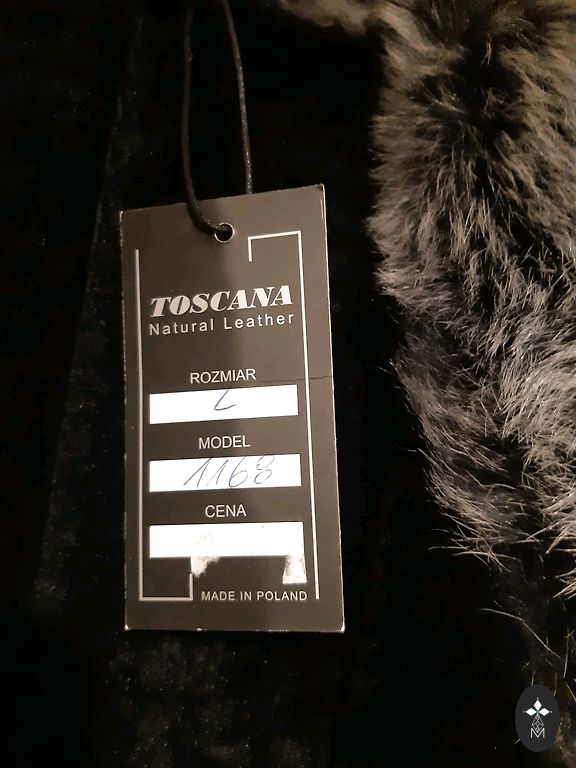 TOSCANA
Natural Leather
ROZMIAR
L
MODEL
1168
CENA
MADE IN POLAND
M